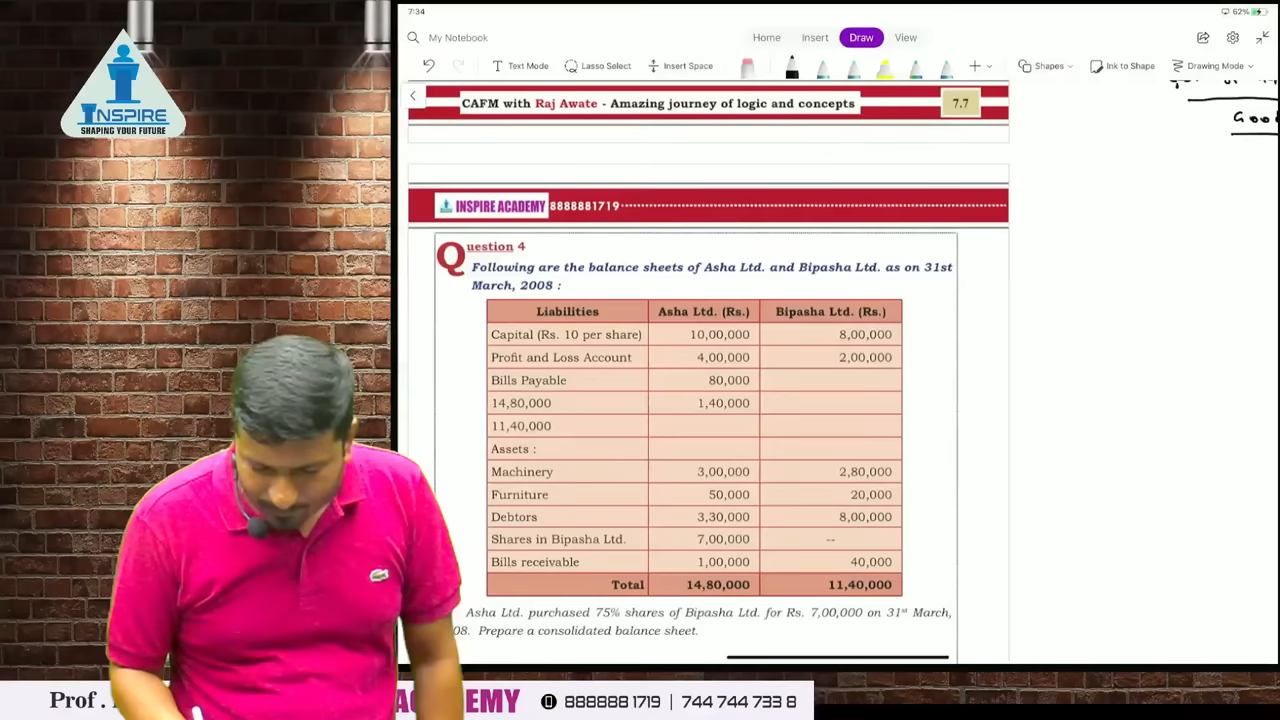 7:34
62%
My Notebook
Home Insert Draw View
Text Mode Lasso Select Insert Space Shapes Ink to Shape Drawing Mode
INSPIRE
SHAPING YOUR FUTURE
CAFM with Raj Awate - Amazing journey of logic and concepts 7.7
Goo
INSPIRE ACADEMY 8888881719
Question 4
Following are the balance sheets of Asha Ltd. and Bipasha Ltd. as on 31st
March, 2008 :
Liabilities Asha Ltd. (Rs.) Bipasha Ltd. (Rs.)
Capital (Rs. 10 per share) 10,00,000 8,00,000
Profit and Loss Account 4,00,000 2,00,000
Bills Payable 80,000
14,80,000 1,40,000
11,40,000
Assets :
Machinery 3,00,000 2,80,000
Furniture 50,000 20,000
Debtors 3,30,000 8,00,000
Shares in Bipasha Ltd. 7,00,000 --
Bills receivable 1,00,000 40,000
Total 14,80,000 11,40,000
Asha Ltd. purchased 75% shares of Bipasha Ltd. for Rs. 7,00,000 on 31st March,
08. Prepare a consolidated balance sheet.
Prof. ACADEMY 888888 1719 | 744 744 733 8